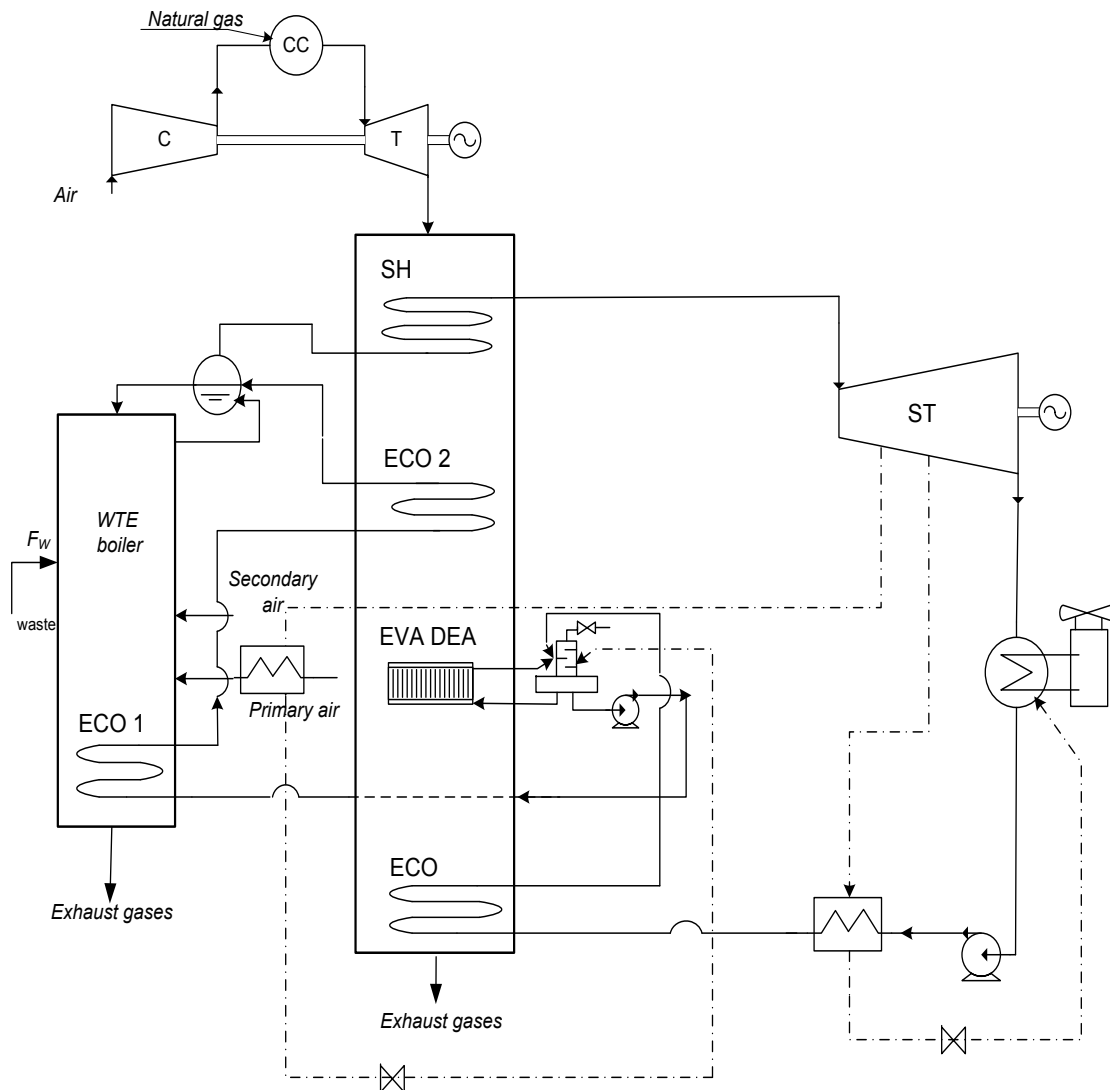 Natural gas
CC
C
T
Air
SH
ST
ECO 2
WTE
boiler
Fw
Secondary
air
waste
EVA DEA
Primary air
ECO 1
ECO
Exhaust gases
Exhaust gases